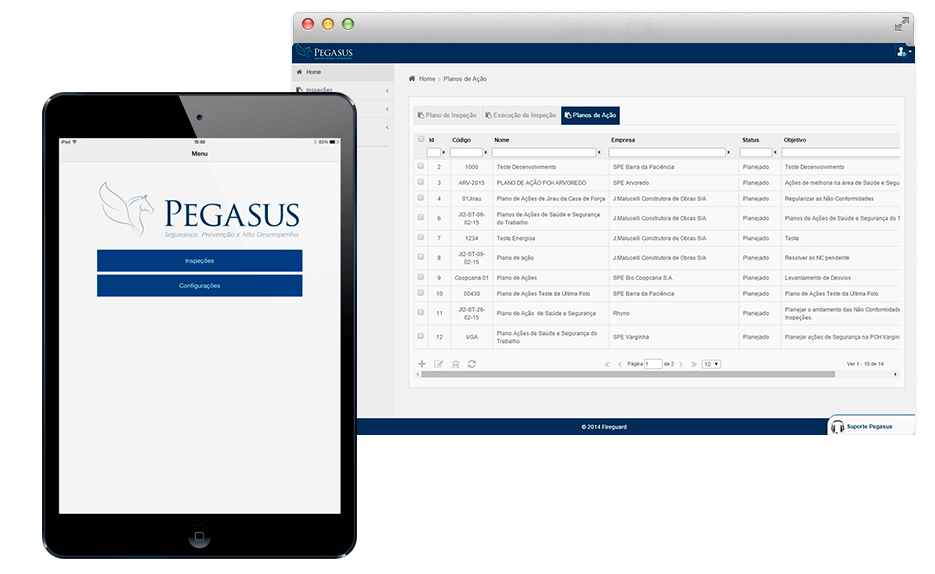 PEGASUS
Home
Inspeções
Home > Planos de Ação
Plano de Inspeção
Execução de Inspeção
Planos de Ação
Id Código Nome Empresa Status Objetivo
x x x x x
2 1000 Teste Desenvolvimento SPE Barra da Paciência Planejado Teste Desenvolvimento
3 ARV-2015 PLANO DE AÇÃO PCH ARVOREDO SPE Arvoredo Planejado Ações de melhoria na área de Saúde e Segu
4 01Jirau Plano de Ações de Jirau da Casa de Força J.Malucelli Construtora de Obras S/A Planejado Regularizar as Não Conformidades
6 JI2-ST-06-02-15 Planos de Ações de Saúde e Segurança do Trabalho J.Malucelli Construtora de Obras S/A Planejado Planos de Ações de Saúde e Segurança do T
7 1234 Teste Energisa J.Malucelli Construtora de Obras S/A Planejado Teste
8 JI2-ST-09-02-15 Plano de ação J.Malucelli Construtora de Obras S/A Planejado Resolver as NC pendente
9 Coopcana 01 Plano de Ações SPE Bio Coopcana S.A. Planejado Levantamento de Desvios
10 00430 Plano de Ações Teste da Ultima Foto SPE Barra da Paciência Planejado Plano de Ações Teste da Ultima Foto
11 JI2-ST-26-02-15 Plano de Ação de Saúde e Segurança Rhyno Planejado Planejar o andamento das Não Conformidade Inspeções.
12 VGA Plano Ações de Saúde e Segurança do Trabalho SPE Varginha Planejado Planejar ações de Segurança na PCH Vargin
Página 1 de 2 10 Ver 1 - 10 de 14
© 2014 Fireguard
Suporte Pegasus
iPad 15:50 83%
Menu
PEGASUS
Segurança, Prevenção e Alto Desempenho
Inspeções
Configurações